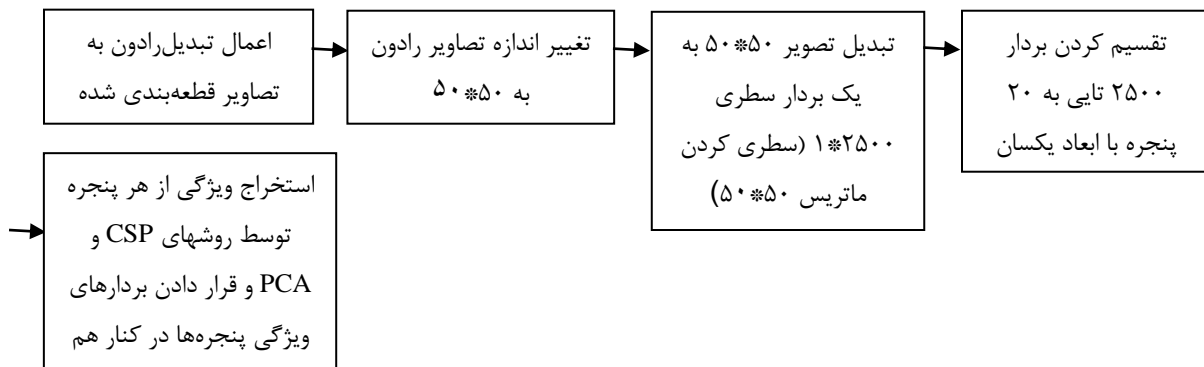 اعمال تبدیل‌رادون به
تصاویر قطعه‌بندی شده
تغییر اندازه تصاویر رادون
به ۵۰*۵۰
تبدیل تصویر ۵۰*۵۰ به
یک بردار سطری
۱*۲۵۰۰ (سطری کردن
ماتریس ۵۰*۵۰)
تقسیم کردن بردار
۲۵۰۰ تایی به ۲۰
پنجره با ابعاد یکسان
استخراج ویژگی از هر پنجره
توسط روشهای CSP و
PCA و قرار دادن بردارهای
ویژگی پنجره‌ها در کنار هم